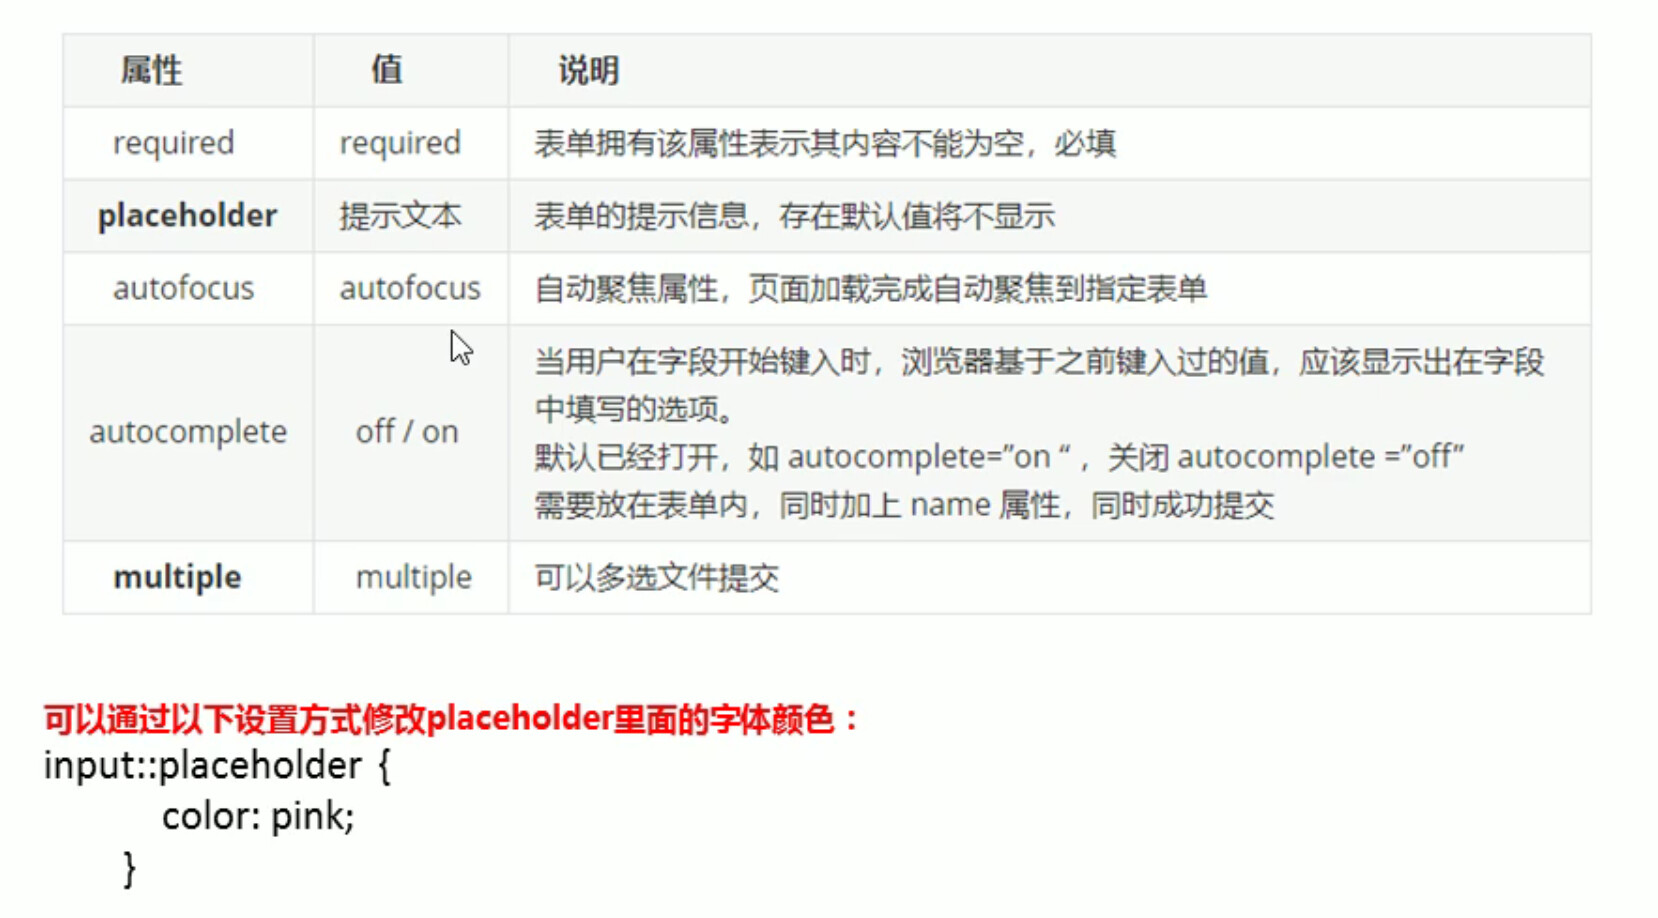 属性 值 说明
required required 表单拥有该属性表示其内容不能为空，必填
placeholder 提示文本 表单的提示信息，存在默认值将不显示
autofocus autofocus 自动聚焦属性，页面加载完成自动聚焦到指定表单
autocomplete off / on 当用户在字段开始键入时，浏览器基于之前键入过的值，应该显示出在字段
中填写的选项。
默认已经打开，如 autocomplete=”on “ ，关闭 autocomplete =”off”
需要放在表单内，同时加上 name 属性，同时成功提交
multiple multiple 可以多选文件提交
可以通过以下设置方式修改placeholder里面的字体颜色：
input::placeholder {
color: pink;
}